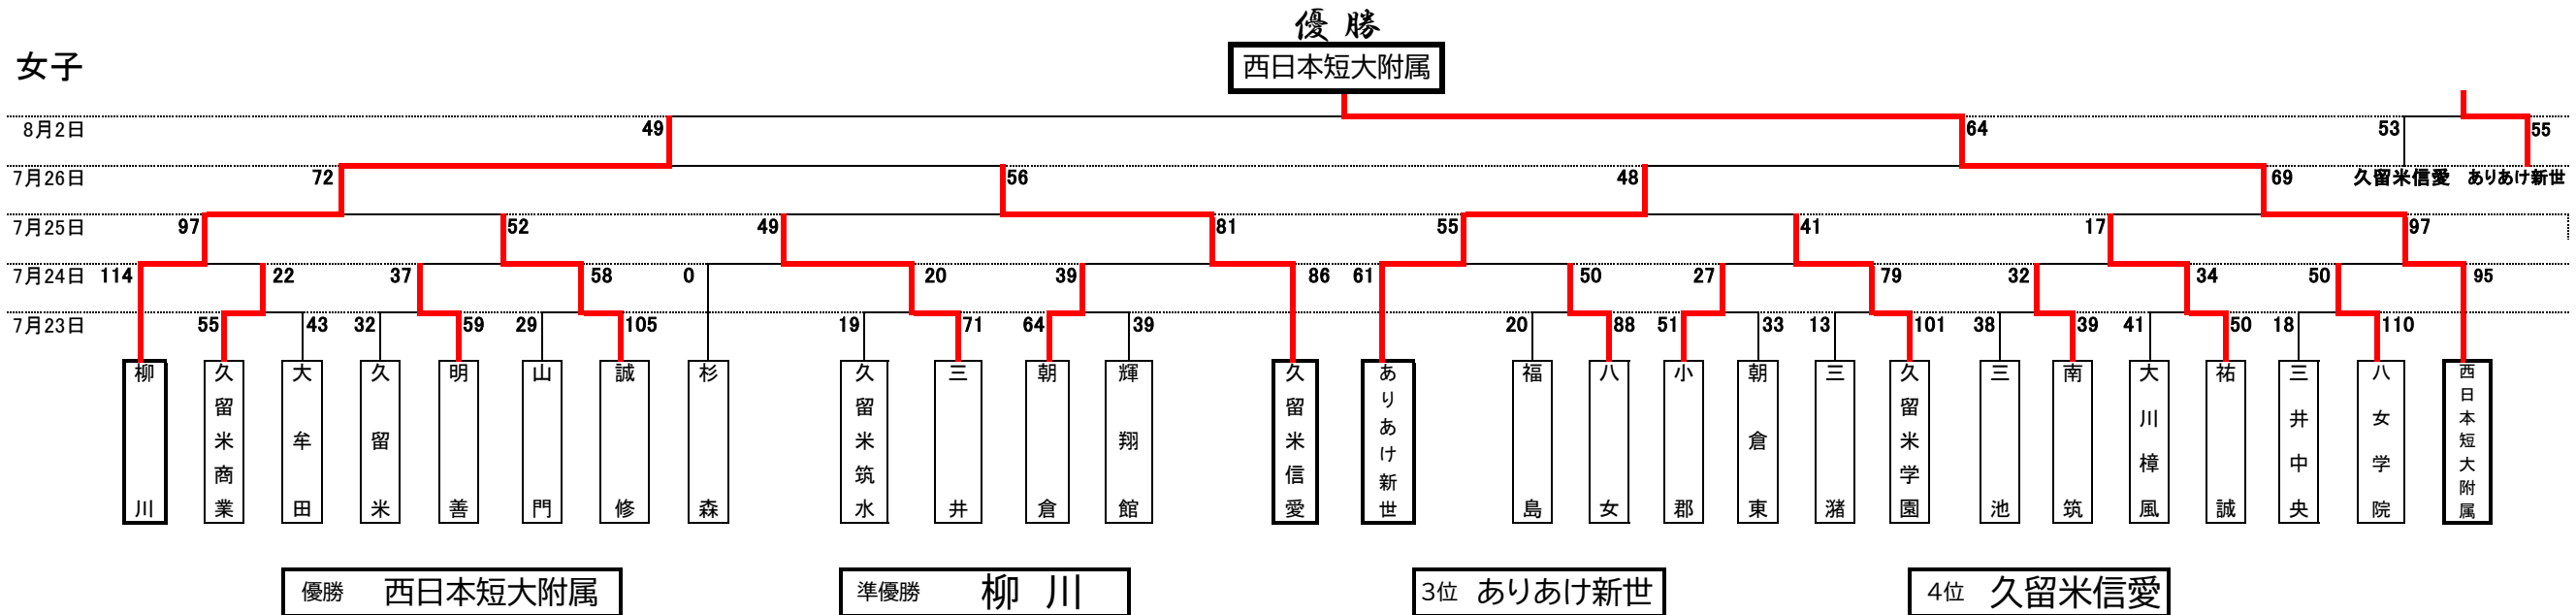 優勝
西日本短大附属
女子
8月2日 49 64 53 55
7月26日 72 56 48 69 久留米信愛 ありあけ新世
7月25日 97 52 49 81 55 41 17 97
7月24日 114 22 37 58 0 20 39 86 61 50 27 79 32 34 50 95
7月23日 55 43 32 59 29 105 19 71 64 39 20 88 51 33 13 101 38 39 41 50 18 110
柳川
久留米商業
大牟田
久留米
明善
山門
誠修
杉森
久留米筑水
三井
朝倉
輝翔館
久留米信愛
ありあけ新世
福島
八女
小郡
朝倉東
三潴
久留米学園
三池
南筑
大川樟風
祐誠
三井中央
八女学院
西日本短大附属
優勝 西日本短大附属
準優勝 柳川
3位 ありあけ新世
4位 久留米信愛